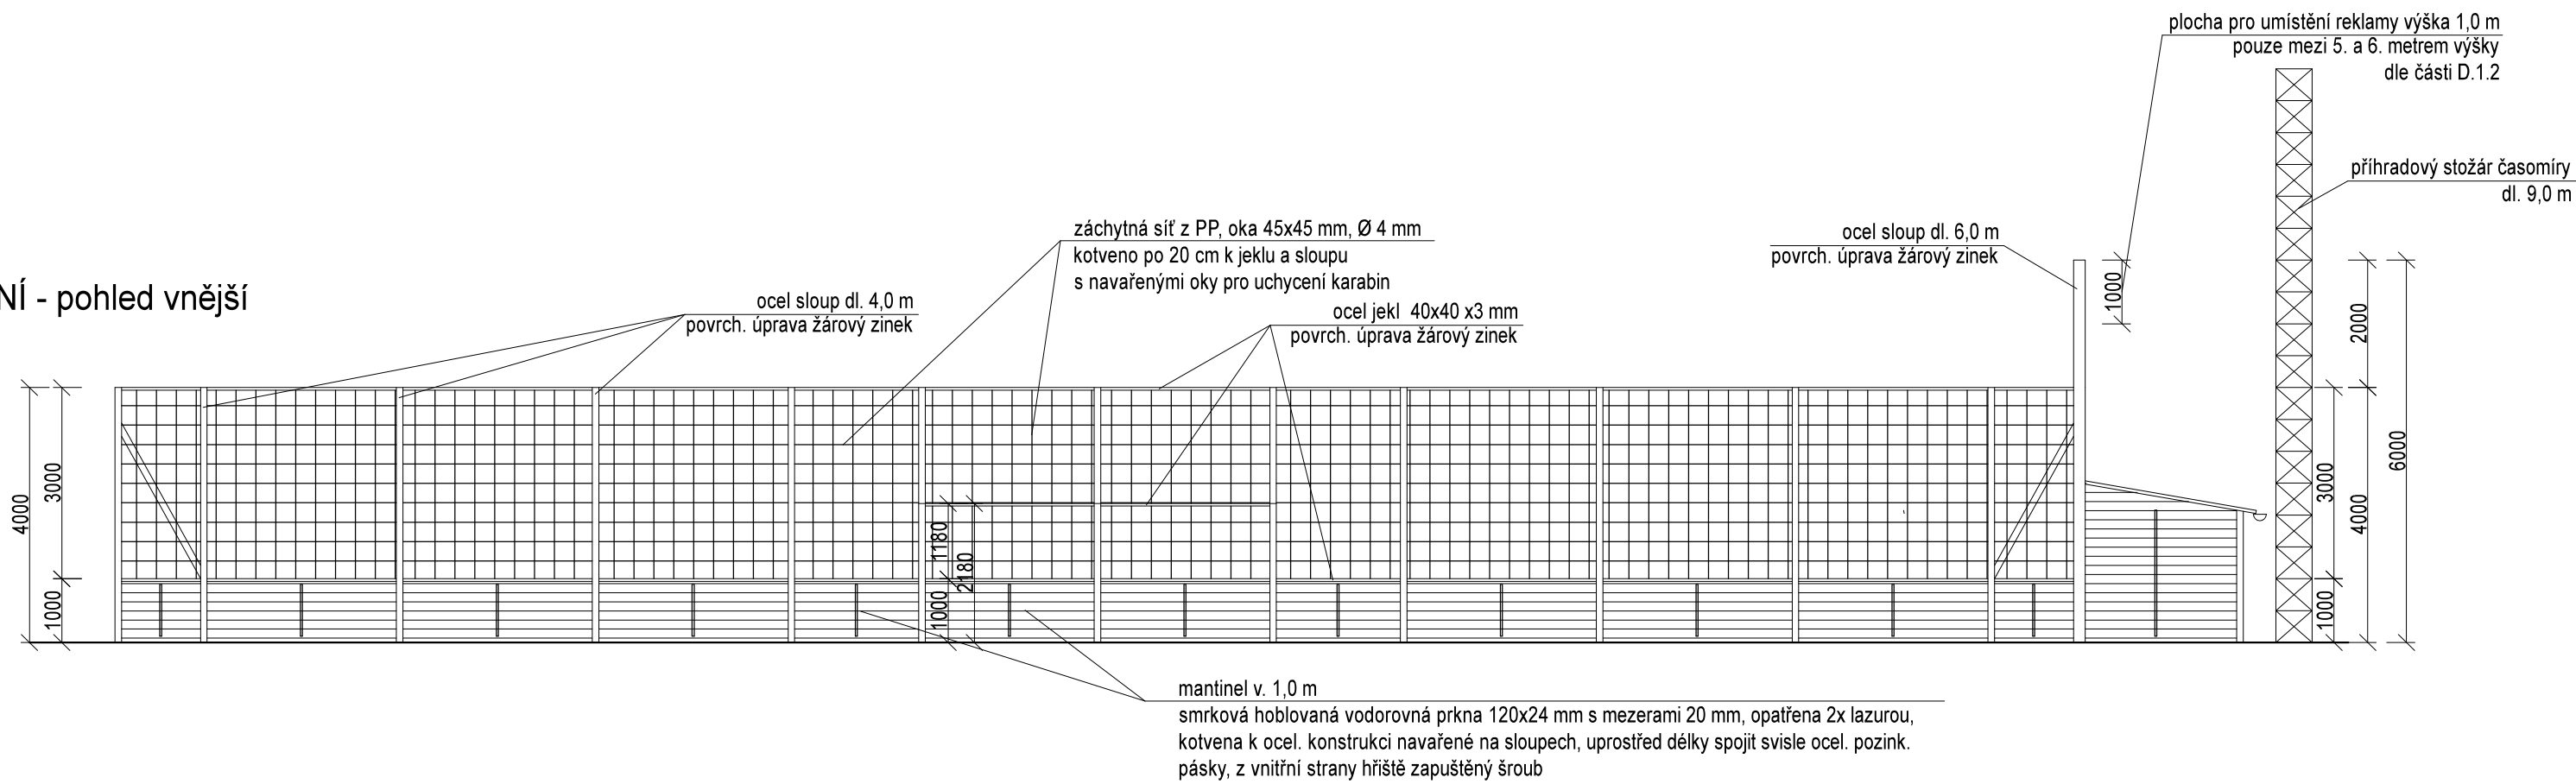 plocha pro umístění reklamy výška 1,0 m
pouze mezi 5. a 6. metrem výšky
dle části D.1.2
příhradový stožár časomíry
dl. 9,0 m
záchytná síť z PP, oka 45x45 mm, Ø 4 mm
kotveno po 20 cm k jeklu a sloupu
s navařenými oky pro uchycení karabin
ocel sloup dl. 6,0 m
povrch. úprava žárový zinek
NÍ - pohled vnější
ocel sloup dl. 4,0 m
povrch. úprava žárový zinek
ocel jekl 40x40 x3 mm
povrch. úprava žárový zinek
1000
2000
6000
4000
3000
1000
1180
2180
1000
3000
4000
1000
mantinel v. 1,0 m
smrková hoblovaná vodorovná prkna 120x24 mm s mezerami 20 mm, opatřena 2x lazurou,
kotvena k ocel. konstrukci navařené na sloupech, uprostřed délky spojit svisle ocel. pozink.
pásky, z vnitřní strany hřiště zapuštěný šroub